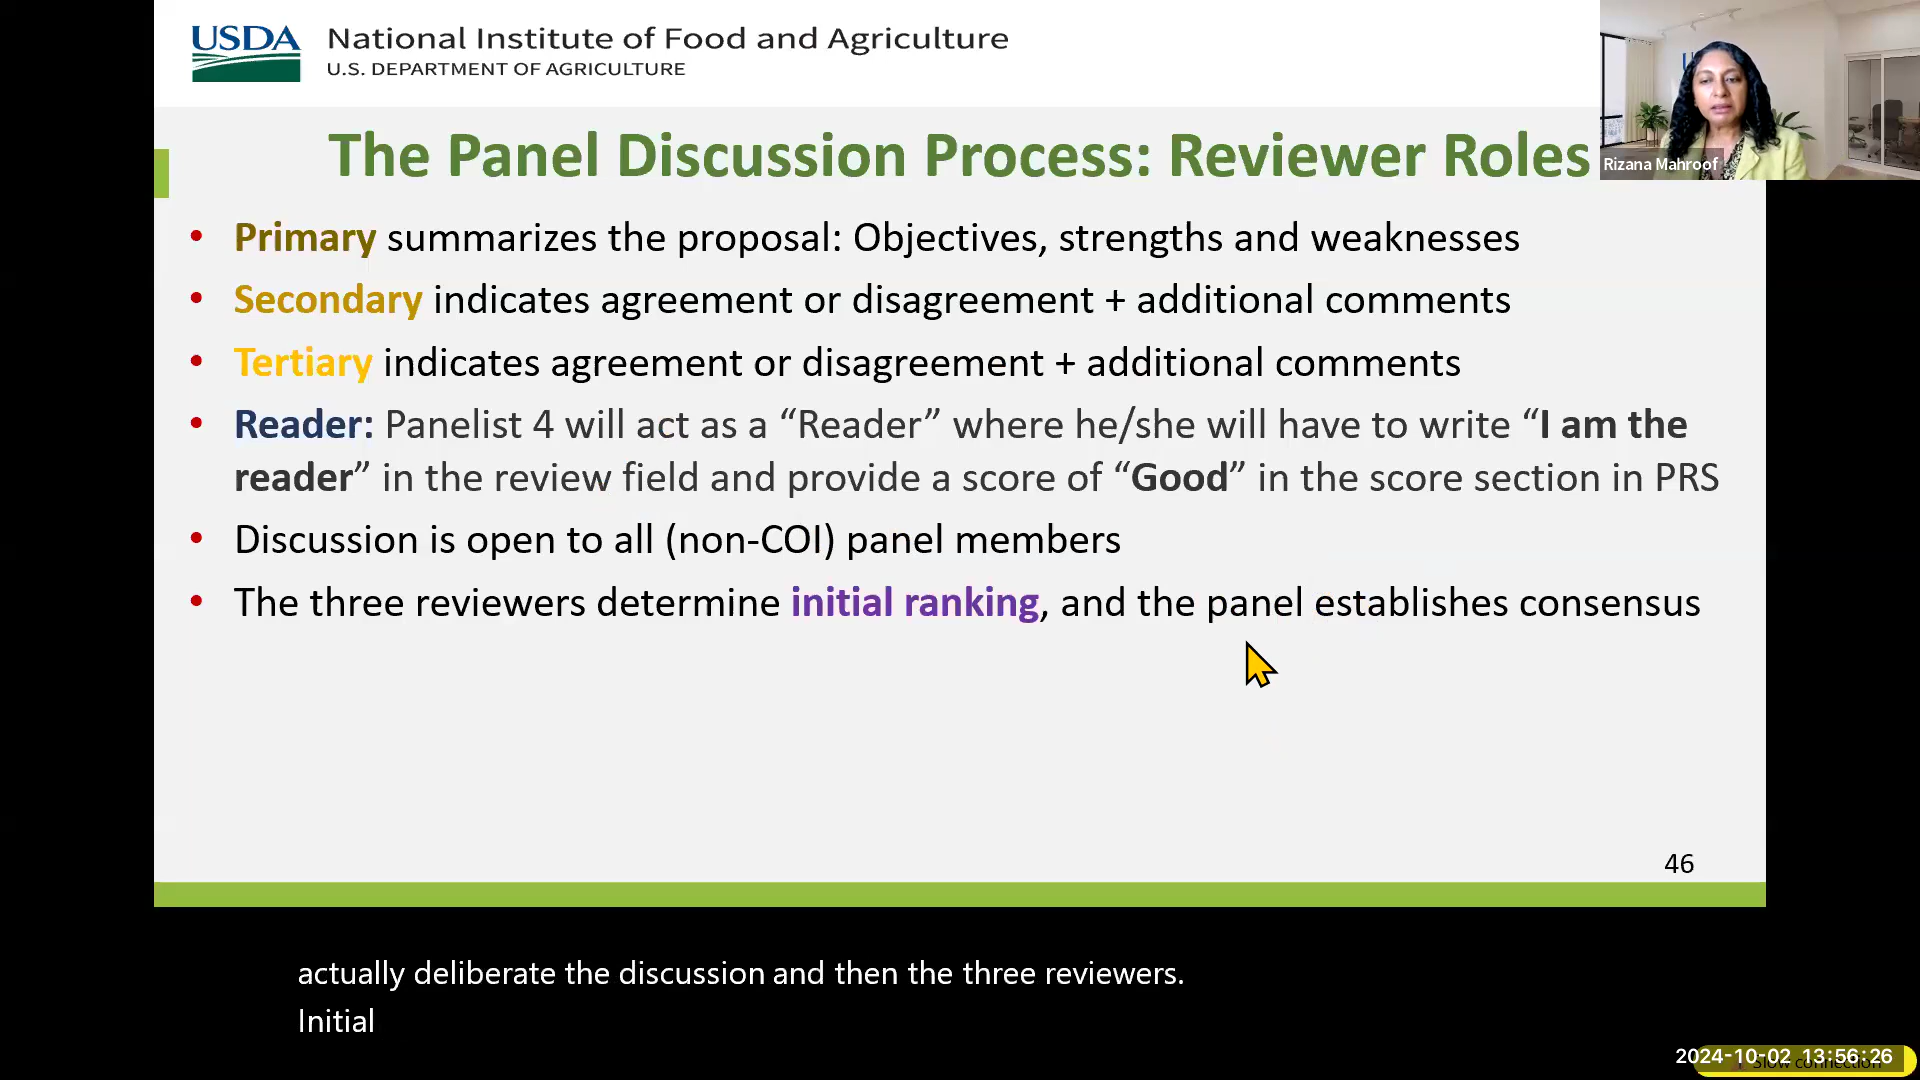 USDA
National Institute of Food and Agriculture
U.S. DEPARTMENT OF AGRICULTURE
Rizana Mahroof
The Panel Discussion Process: Reviewer Roles
• Primary summarizes the proposal: Objectives, strengths and weaknesses
• Secondary indicates agreement or disagreement + additional comments
• Tertiary indicates agreement or disagreement + additional comments
• Reader: Panelist 4 will act as a “Reader” where he/she will have to write “I am the
reader” in the review field and provide a score of “Good” in the score section in PRS
• Discussion is open to all (non-COI) panel members
• The three reviewers determine initial ranking, and the panel establishes consensus
46
actually deliberate the discussion and then the three reviewers.
Initial
2024-10-02 13:56:26
Slow connection